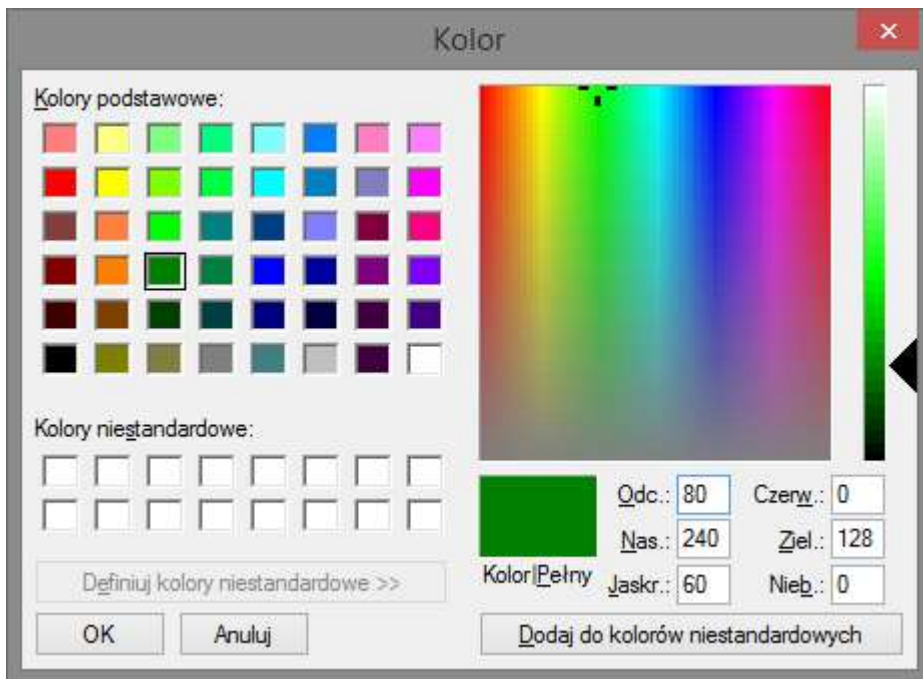 Kolor
Kolory podstawowe:
Kolory niestandardowe:
Definiuj kolory niestandardowe >>
OK Anuluj
Kolor|Pełny
Odc.: 80 Czerw.: 0
Nas.: 240 Ziel.: 128
Jaskr.: 60 Nieb.: 0
Dodaj do kolorów niestandardowych